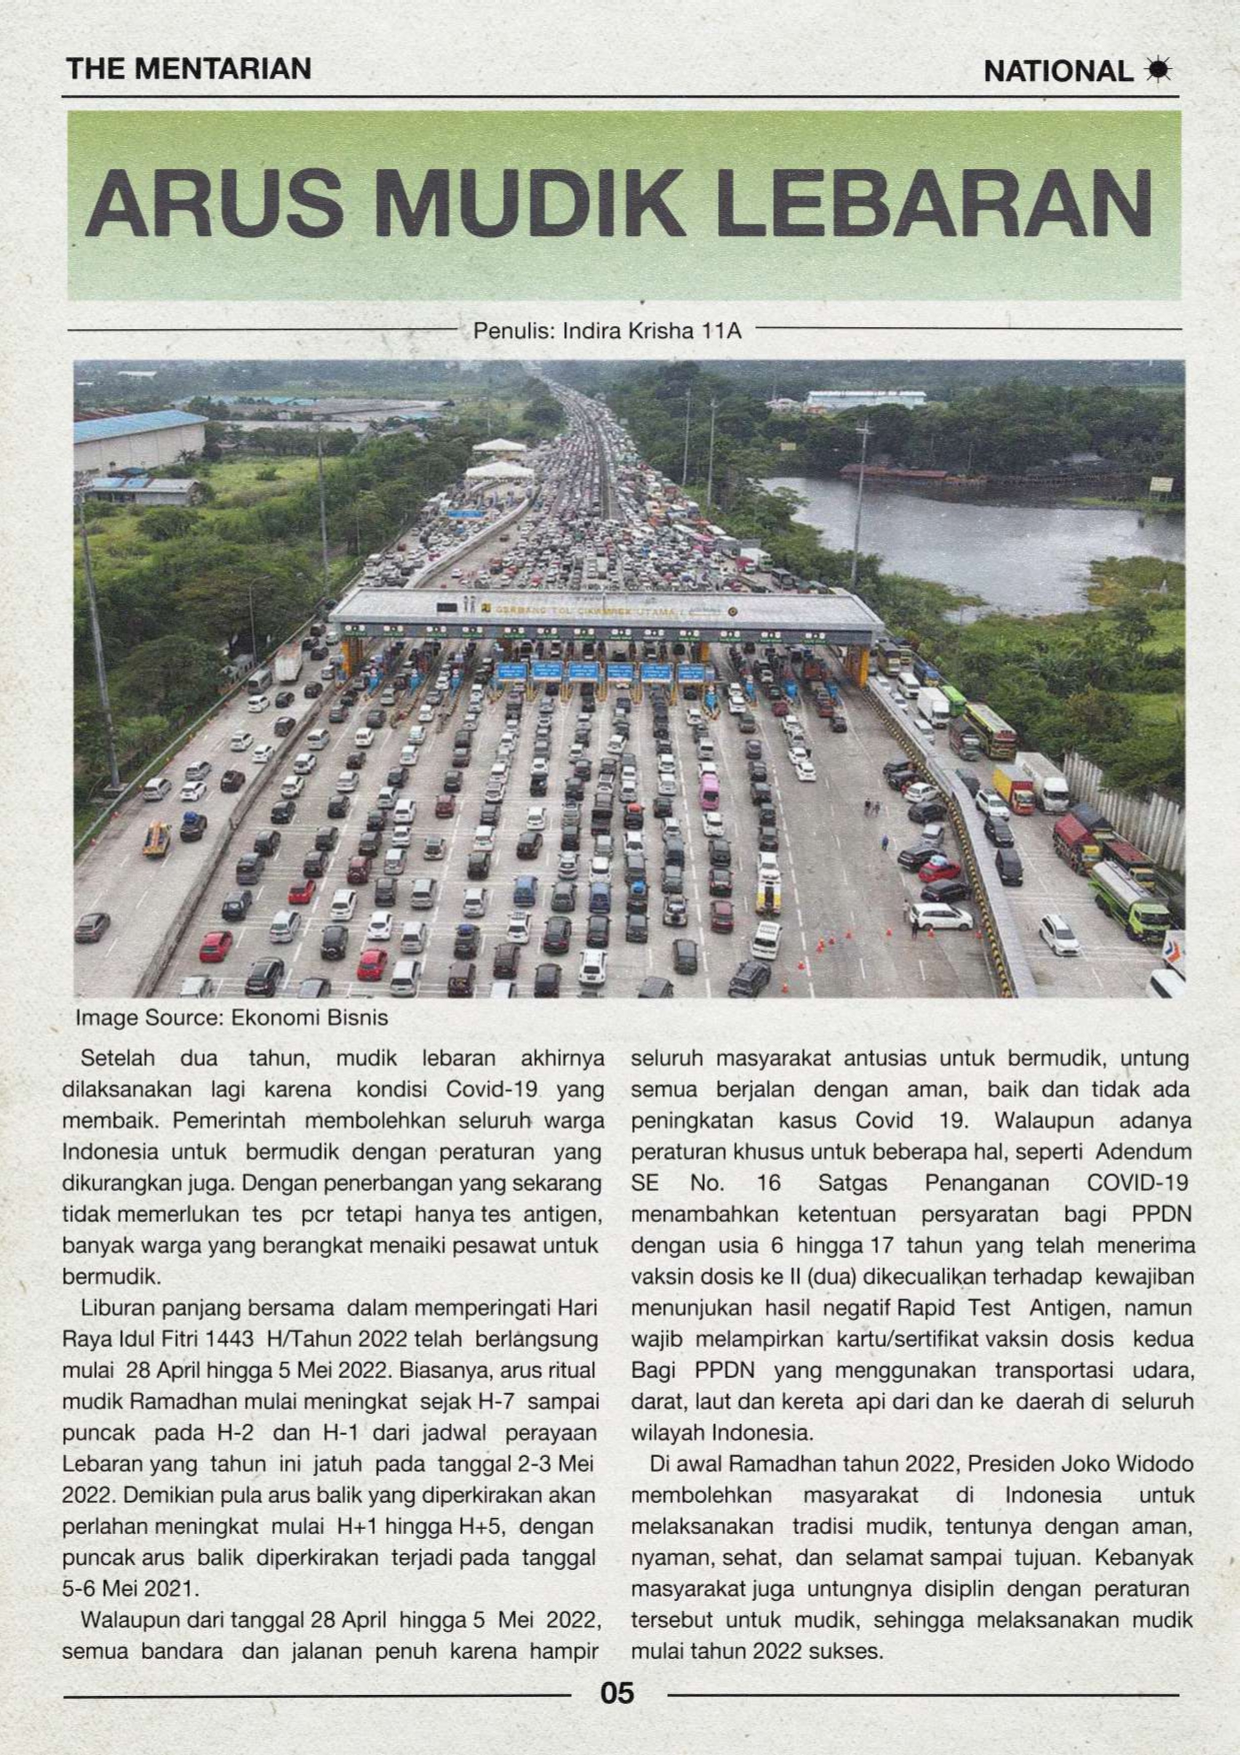 THE MENTARIAN
NATIONAL
ARUS MUDIK LEBARAN
Penulis: Indira Krisha 11A
GERBANG TOL CIKAMPEK UTAMA
Image Source: Ekonomi Bisnis
Setelah dua tahun, mudik lebaran akhirnya
dilaksanakan lagi karena kondisi Covid-19 yang
membaik. Pemerintah membolehkan seluruh warga
Indonesia untuk bermudik dengan peraturan yang
dikurangkan juga. Dengan penerbangan yang sekarang
tidak memerlukan tes pcr tetapi hanya tes antigen,
banyak warga yang berangkat menaiki pesawat untuk
bermudik.
Liburan panjang bersama dalam memperingati Hari
Raya Idul Fitri 1443 H/Tahun 2022 telah berlangsung
mulai 28 April hingga 5 Mei 2022. Biasanya, arus ritual
mudik Ramadhan mulai meningkat sejak H-7 sampai
puncak pada H-2 dan H-1 dari jadwal perayaan
Lebaran yang tahun ini jatuh pada tanggal 2-3 Mei
2022. Demikian pula arus balik yang diperkirakan akan
perlahan meningkat mulai H+1 hingga H+5, dengan
puncak arus balik diperkirakan terjadi pada tanggal
5-6 Mei 2021.
Walaupun dari tanggal 28 April hingga 5 Mei 2022,
semua bandara dan jalanan penuh karena hampir
seluruh masyarakat antusias untuk bermudik, untung
semua berjalan dengan aman, baik dan tidak ada
peningkatan kasus Covid 19. Walaupun adanya
peraturan khusus untuk beberapa hal, seperti Adendum
SE No. 16 Satgas Penanganan COVID-19
menambahkan ketentuan persyaratan bagi PPDN
dengan usia 6 hingga 17 tahun yang telah menerima
vaksin dosis ke II (dua) dikecualikan terhadap kewajiban
menunjukan hasil negatif Rapid Test Antigen, namun
wajib melampirkan kartu/sertifikat vaksin dosis kedua
Bagi PPDN yang menggunakan transportasi udara,
darat, laut dan kereta api dari dan ke daerah di seluruh
wilayah Indonesia.
Di awal Ramadhan tahun 2022, Presiden Joko Widodo
membolehkan masyarakat di Indonesia untuk
melaksanakan tradisi mudik, tentunya dengan aman,
nyaman, sehat, dan selamat sampai tujuan. Kebanyak
masyarakat juga untungnya disiplin dengan peraturan
tersebut untuk mudik, sehingga melaksanakan mudik
mulai tahun 2022 sukses.
05